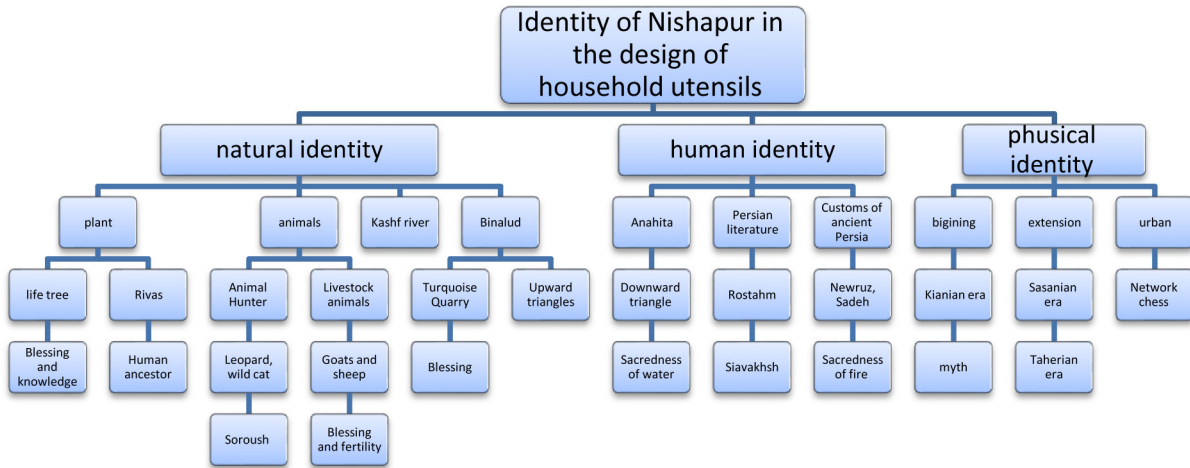 Identity of Nishapur in
the design of
household utensils
natural identity
human identity
phusical
identity
plant
animals
Kashf river
Binalud
Anahita
Persian
literature
Customs of
ancient
Persia
bigining
extension
urban
life tree
Rivas
Animal
Hunter
Livestock
animals
Turquoise
Quarry
Upward
triangles
Downward
triangle
Rostahm
Newruz,
Sadeh
Kianian era
Sasanian
era
Network
chess
Blessing
and
knowledge
Human
ancestor
Leopard,
wild cat
Goats and
sheep
Blessing
Sacredness
of water
Siavakhsh
Sacredness
of fire
myth
Taherian
era
Soroush
Blessing
and fertility